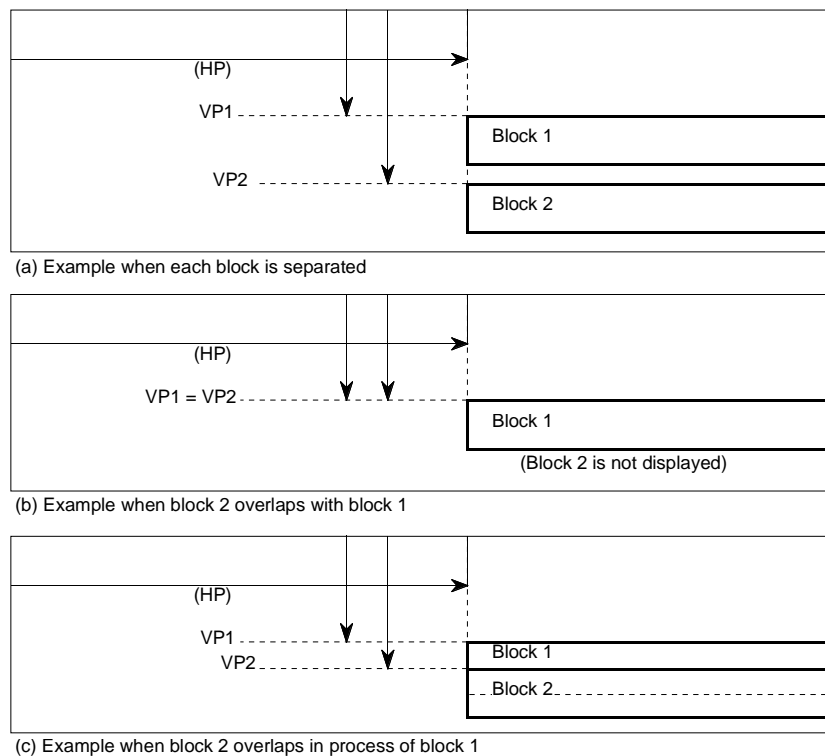 (HP)
VP1
Block 1
VP2
Block 2
(a) Example when each block is separated
(HP)
VP1 = VP2
Block 1
(Block 2 is not displayed)
(b) Example when block 2 overlaps with block 1
(HP)
VP1
Block 1
VP2
Block 2
(c) Example when block 2 overlaps in process of block 1